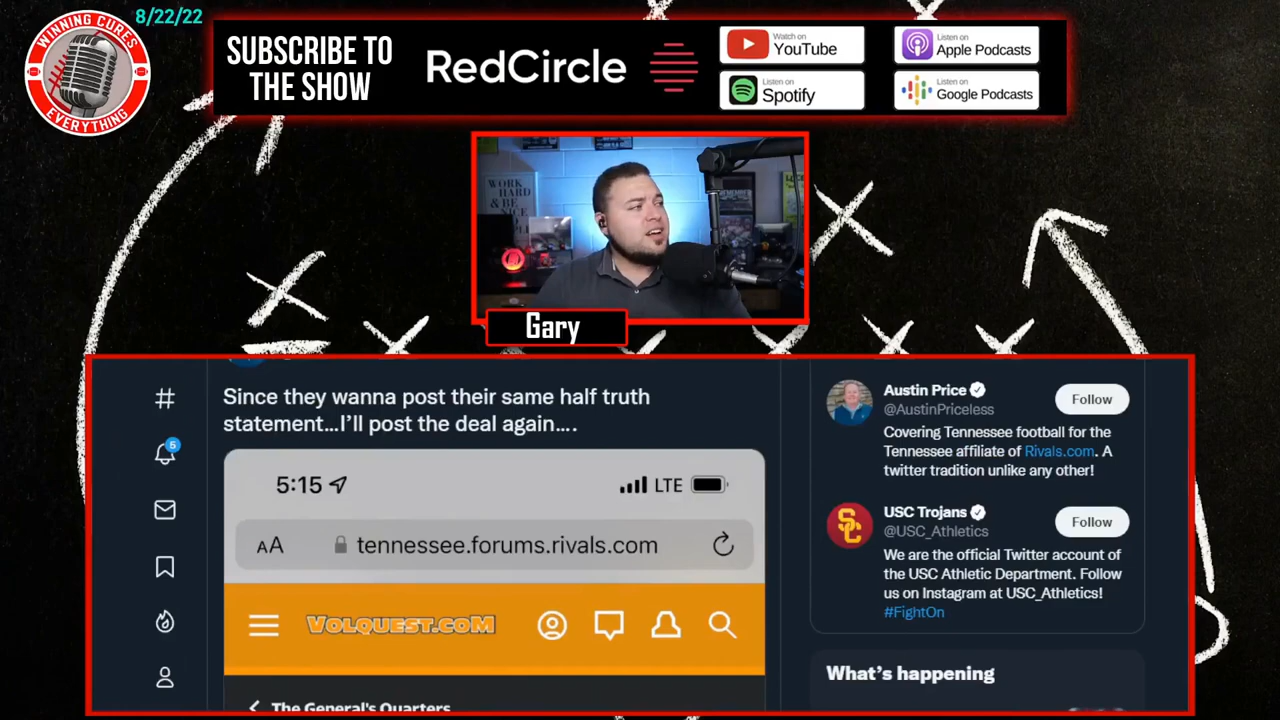 8/22/22
WINNING CURES
EVERYTHING
SUBSCRIBE TO
THE SHOW
RedCircle
Watch on
YouTube
Listen on
Spotify
Listen on
Apple Podcasts
Listen on
Google Podcasts
WORK
HARD
& BE
NICE
Gary
#
5
Since they wanna post their same half truth
statement...I'll post the deal again....
5:15
LTE
AA
tennessee.forums.rivals.com
VOLQUEST.COM
The General's Quarters
Austin Price
@AustinPriceless
Follow
Covering Tennessee football for the
Tennessee affiliate of Rivals.com. A
twitter tradition unlike any other!
SC
USC Trojans
@USC_Athletics
Follow
We are the official Twitter account of
the USC Athletic Department. Follow
us on Instagram at USC_Athletics!
#FightOn
What's happening